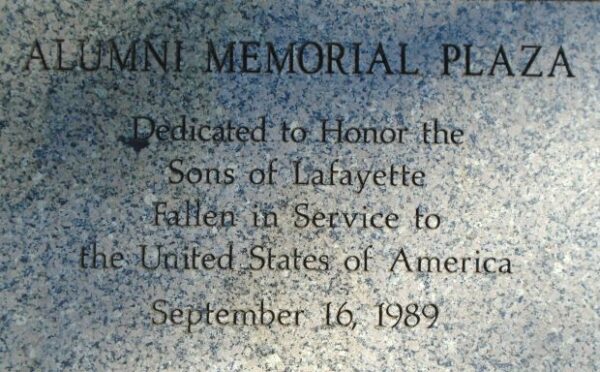 ALUMNI MEMORIAL PLAZA
Dedicated to Honor the
Sons of Lafayette
Fallen in Service to
the United States of America
September 16, 1989